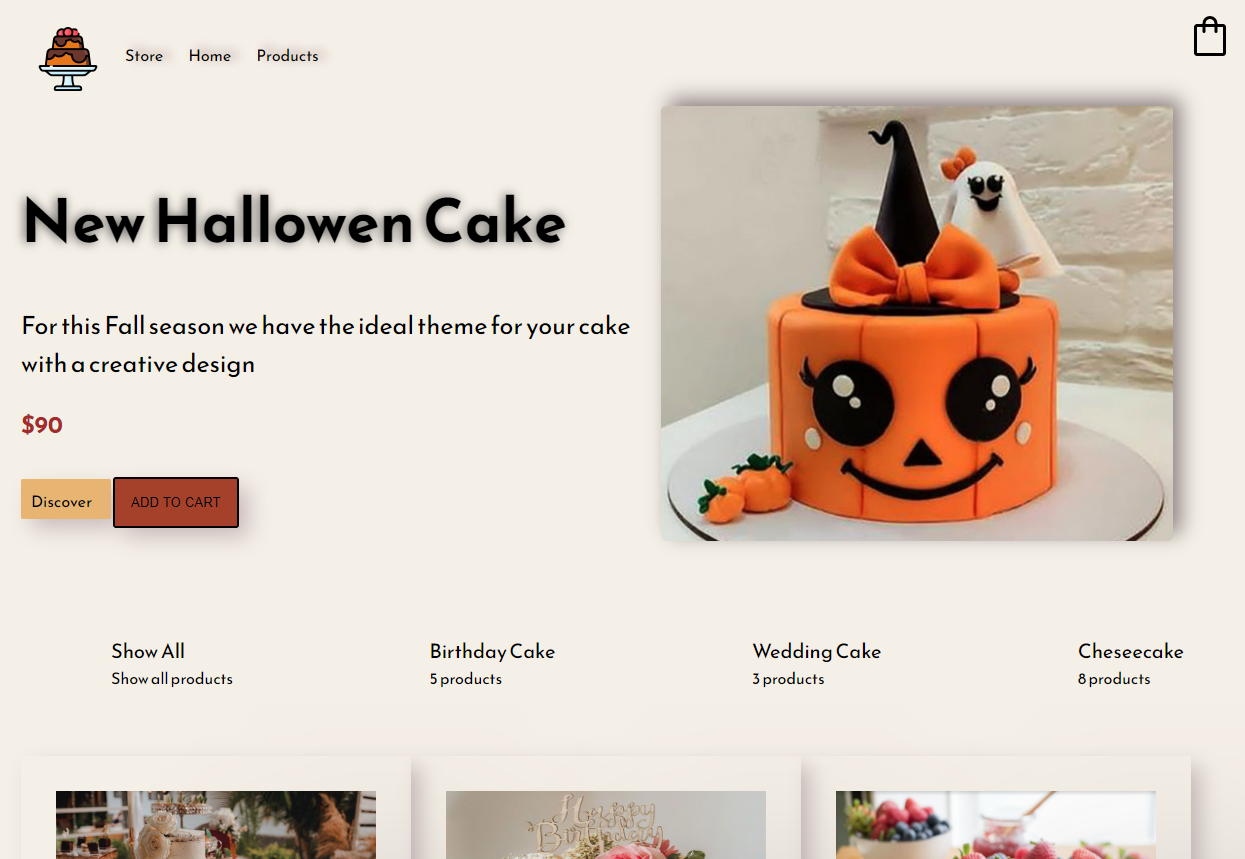 Store Home Products
New Hallowen Cake
For this Fall season we have the ideal theme for your cake
with a creative design
$90
Discover ADD TO CART
Show All Birthday Cake Wedding Cake Cheseecake
Show all products 5 products 3 products 8 products
Happy
Birthday